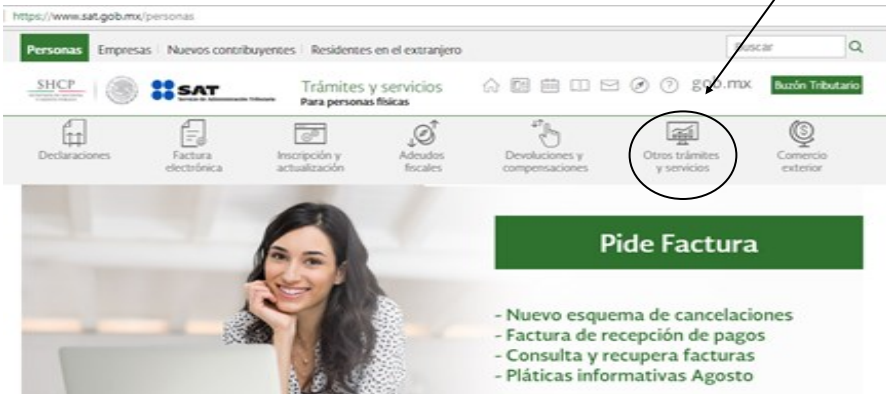 https://www.sat.gob.mx/personas
Personas Empresas Nuevos contribuyentes Residentes en el extranjero Buscar
SHCP SAT Trámites y servicios gob.mx Buzón Tributario
Para personas físicas
Declaraciones
Factura
electrónica
Inscripción y
actualización
Adeudos
fiscales
Devoluciones y
compensaciones
Otros trámites
y servicios
Comercio
exterior
Pide Factura
- Nuevo esquema de cancelaciones
- Factura de recepción de pagos
- Consulta y recupera facturas
- Pláticas informativas Agosto